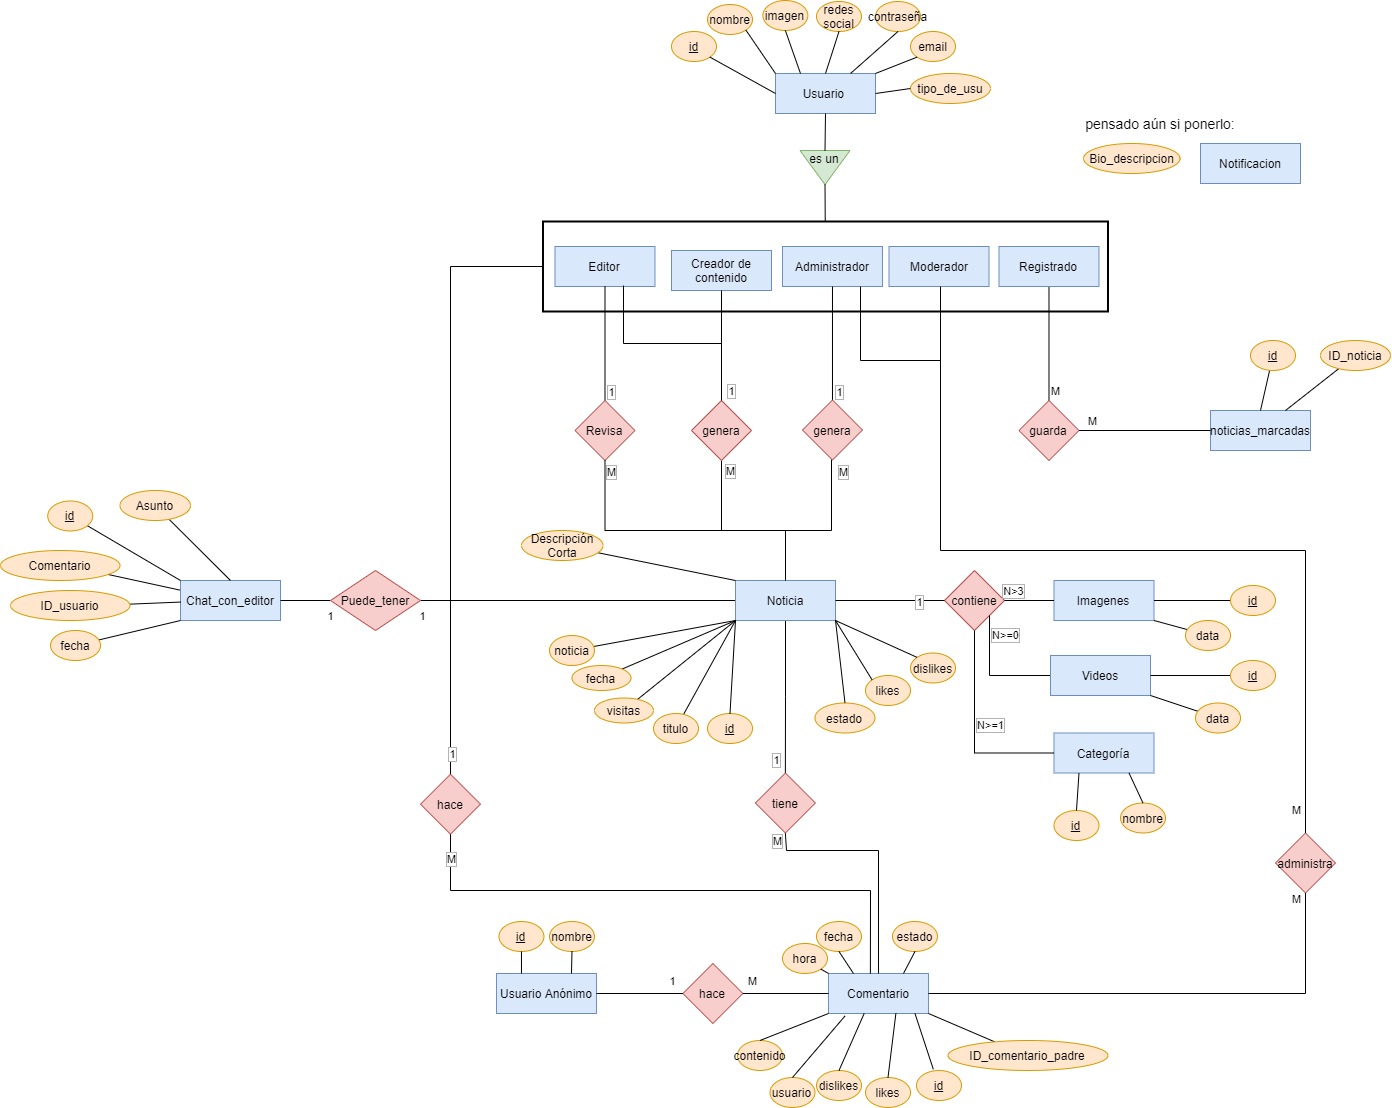 nombre
imagen
redes
social
contraseña
id
email
Usuario
tipo_de_usu
pensado aún si ponerlo:
es un
Bio_descripcion
Notificacion
Editor
Creador de
contenido
Administrador
Moderador
Registrado
id
ID_noticia
1
1
1
M
Revisa
genera
genera
guarda
M
noticias_marcadas
M
M
M
Asunto
id
Descripción
Corta
Comentario
Chat_con_editor
ID_usuario
fecha
Puede_tener
1
1
Noticia
1
contiene
N>3
Imagenes
id
data
N>=0
Videos
id
data
noticia
fecha
visitas
titulo
id
estado
likes
dislikes
N>=1
Categoría
id
nombre
1
hace
M
1
tiene
M
M
administra
M
id
nombre
Usuario Anónimo
1
hace
M
hora
fecha
estado
Comentario
contenido
usuario
dislikes
likes
id
ID_comentario_padre